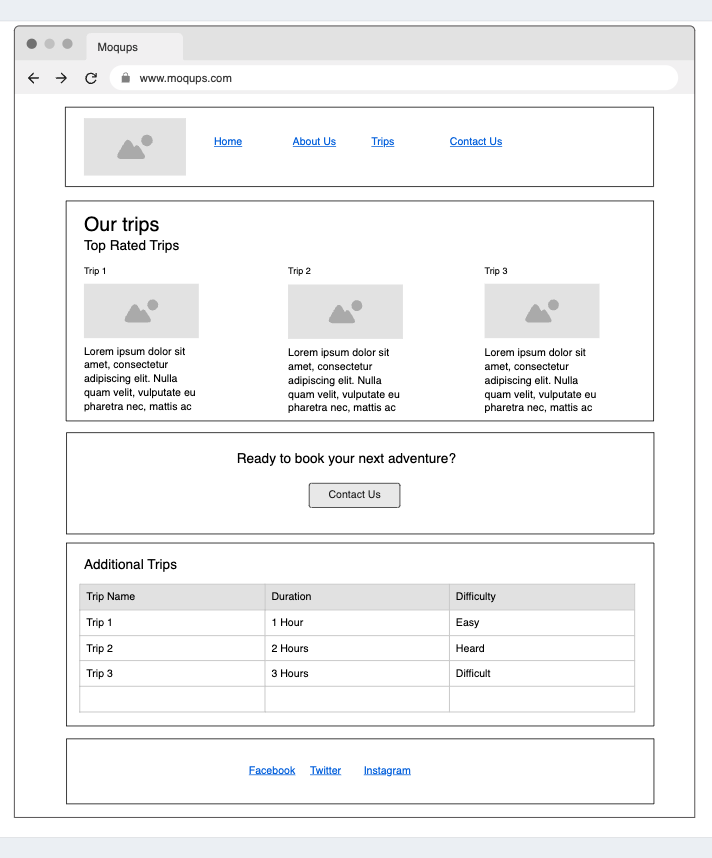 Moqups
www.moqups.com
Home About Us Trips Contact Us
Our trips
Top Rated Trips
Trip 1
Lorem ipsum dolor sit
amet, consectetur
adipiscing elit. Nulla
quam velit, vulputate eu
pharetra nec, mattis ac
Trip 2
Lorem ipsum dolor sit
amet, consectetur
adipiscing elit. Nulla
quam velit, vulputate eu
pharetra nec, mattis ac
Trip 3
Lorem ipsum dolor sit
amet, consectetur
adipiscing elit. Nulla
quam velit, vulputate eu
pharetra nec, mattis ac
Ready to book your next adventure?
Contact Us
Additional Trips
Trip Name Duration Difficulty
Trip 1 1 Hour Easy
Trip 2 2 Hours Heard
Trip 3 3 Hours Difficult
Facebook Twitter Instagram